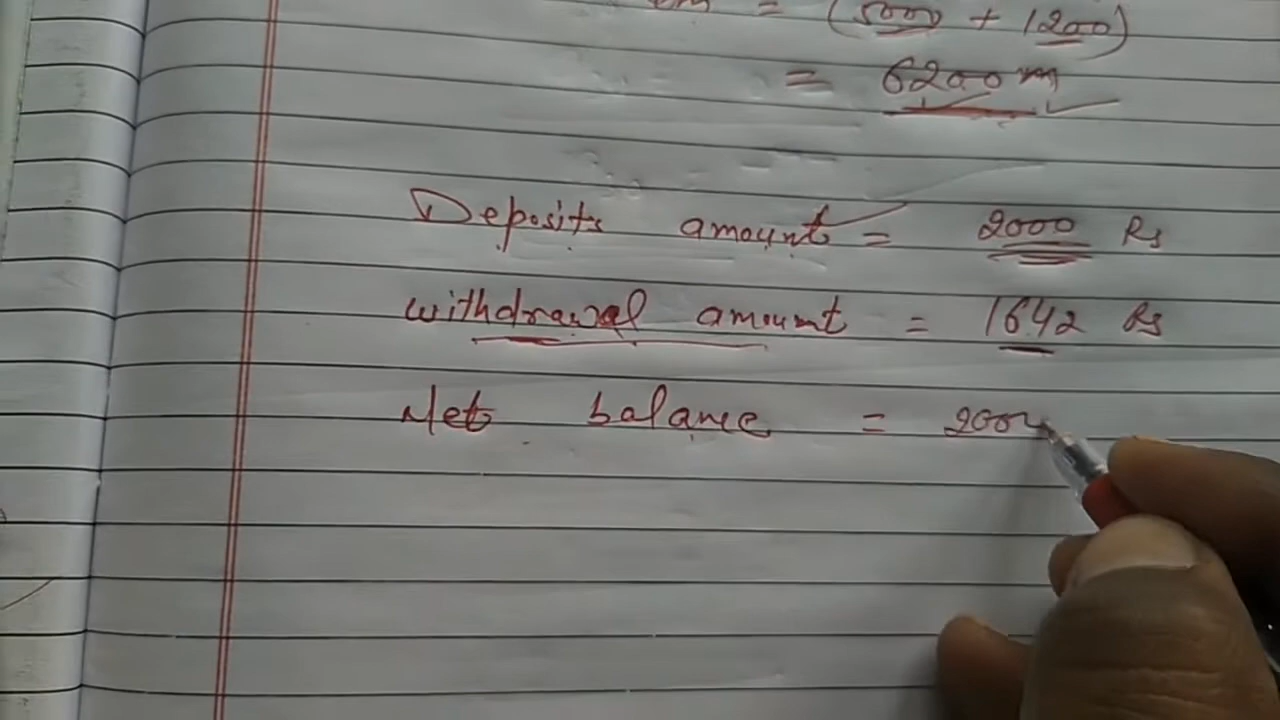 = (5000 + 1200)
= 6200 m
Deposits amount = 2000 Rs
withdrawal amount = 1642 Rs
Net balance = 200